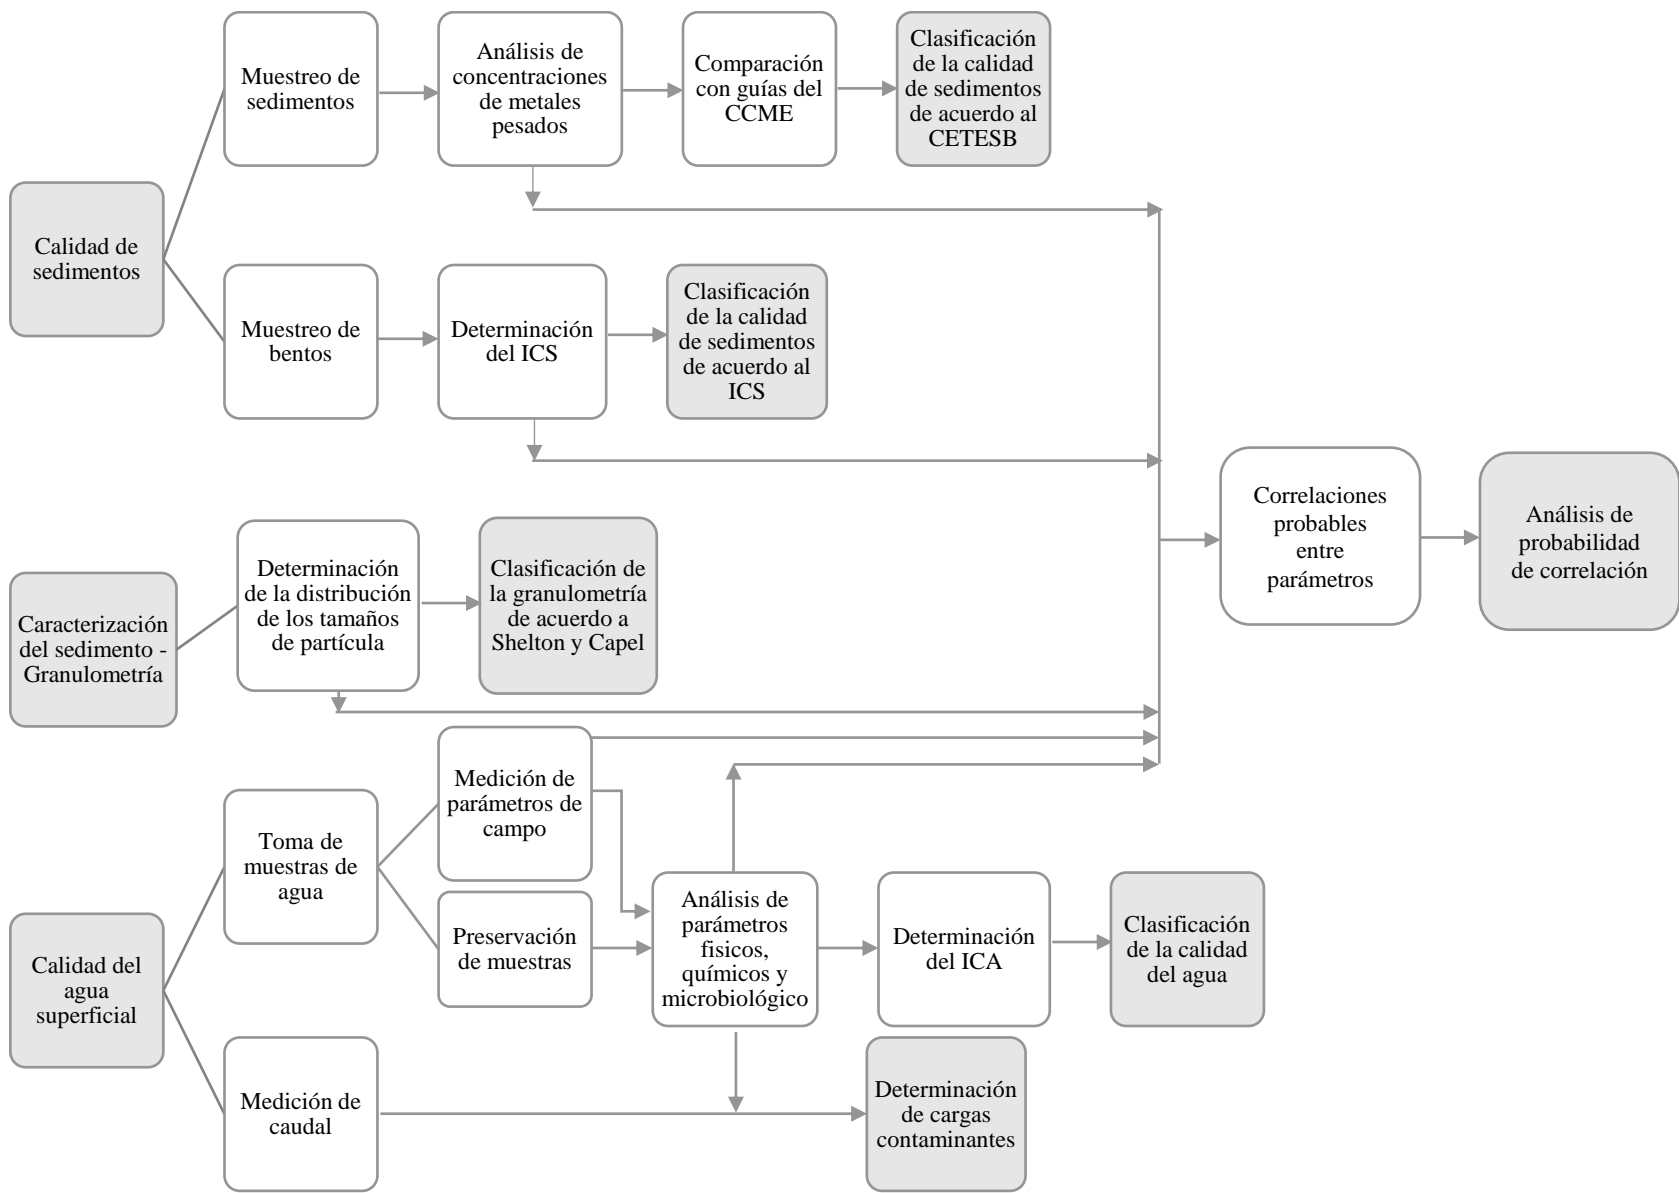 Calidad de
sedimentos
Muestreo de
sedimentos
Análisis de
concentraciones
de metales
pesados
Comparación
con guías del
CCME
Clasificación
de la calidad
de sedimentos
de acuerdo al
CETESB
Muestreo de
bentos
Determinación
del ICS
Clasificación
de la calidad
de sedimentos
de acuerdo al
ICS
Caracterización
del sedimento -
Granulometría
Determinación
de la distribución
de los tamaños
de partícula
Clasificación de
la granulometría
de acuerdo a
Shelton y Capel
Calidad del
agua
superficial
Toma de
muestras de
agua
Medición de
parámetros de
campo
Preservación
de muestras
Análisis de
parámetros
fisicos,
químicos y
microbiológico
Determinación
del ICA
Clasificación
de la calidad
del agua
Medición de
caudal
Determinación
de cargas
contaminantes
Correlaciones
probables
entre
parámetros
Análisis de
probabilidad
de correlación